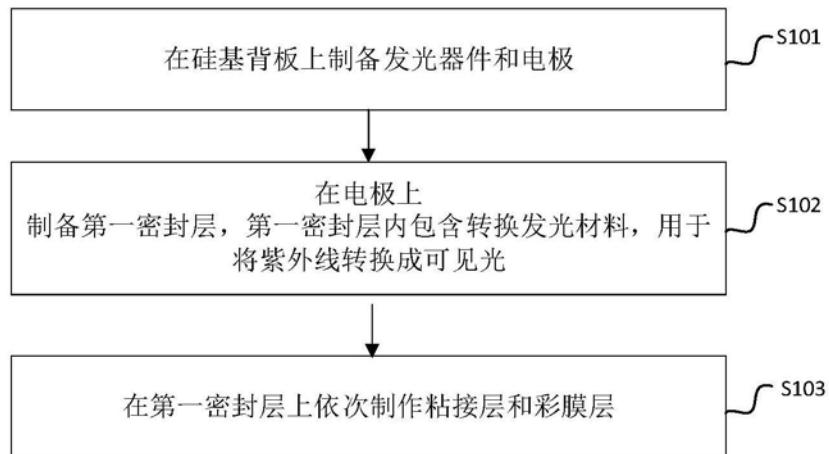 在硅基背板上制备发光器件和电极
S101
在电极上
制备第一密封层，第一密封层内包含转换发光材料，用于
将紫外线转换成可见光
S102
在第一密封层上依次制作粘接层和彩膜层
S103